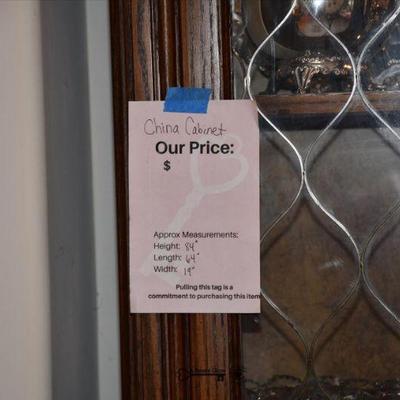 China Cabinet
Our Price:
$
Approx Measurements:
Height: 84"
Length: 64"
Width: 19"
Pulling this tag is a
commitment to purchasing this item